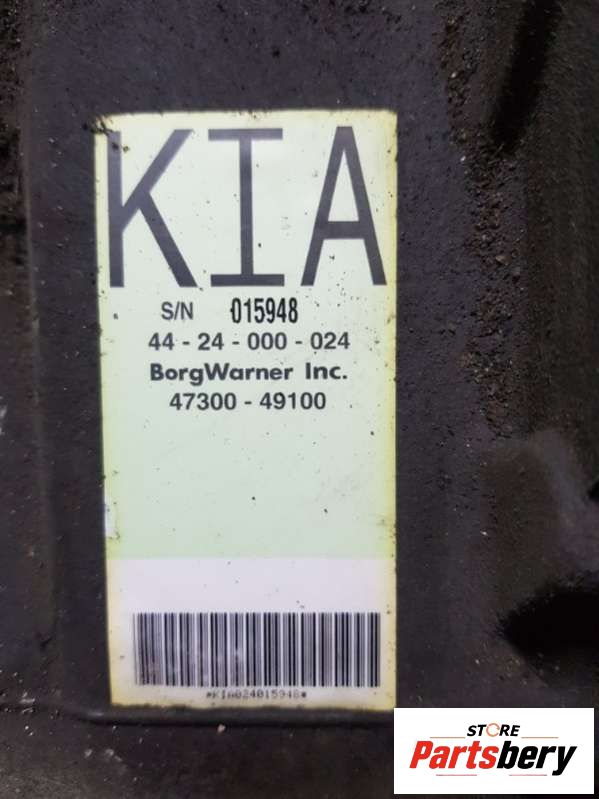 KIA
S/N 015948
44 - 24 - 000 - 024
BorgWarner Inc.
47300 - 49100
*KIA024015948*
STORE
Partsbery